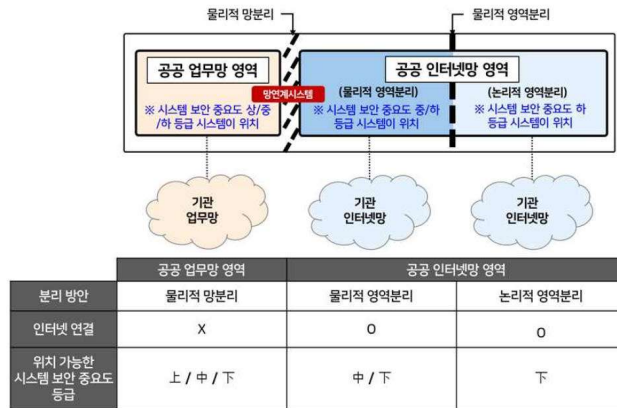 물리적 망분리
물리적 영역분리
공공 업무망 영역
공공 인터넷망 영역
망연계시스템
(물리적 영역분리)
(논리적 영역분리)
※ 시스템 보안 중요도 상/중
/하 등급 시스템이 위치
※ 시스템 보안 중요도 중/하
등급 시스템이 위치
※ 시스템 보안 중요도 하
등급 시스템이 위치
기관
업무망
기관
인터넷망
기관
인터넷망
공공 업무망 영역
공공 인터넷망 영역
분리 방안
물리적 망분리
물리적 영역분리
논리적 영역분리
인터넷 연결
X
O
O
위치 가능한
시스템 보안 중요도
등급
上 / 中 / 下
中 / 下
下